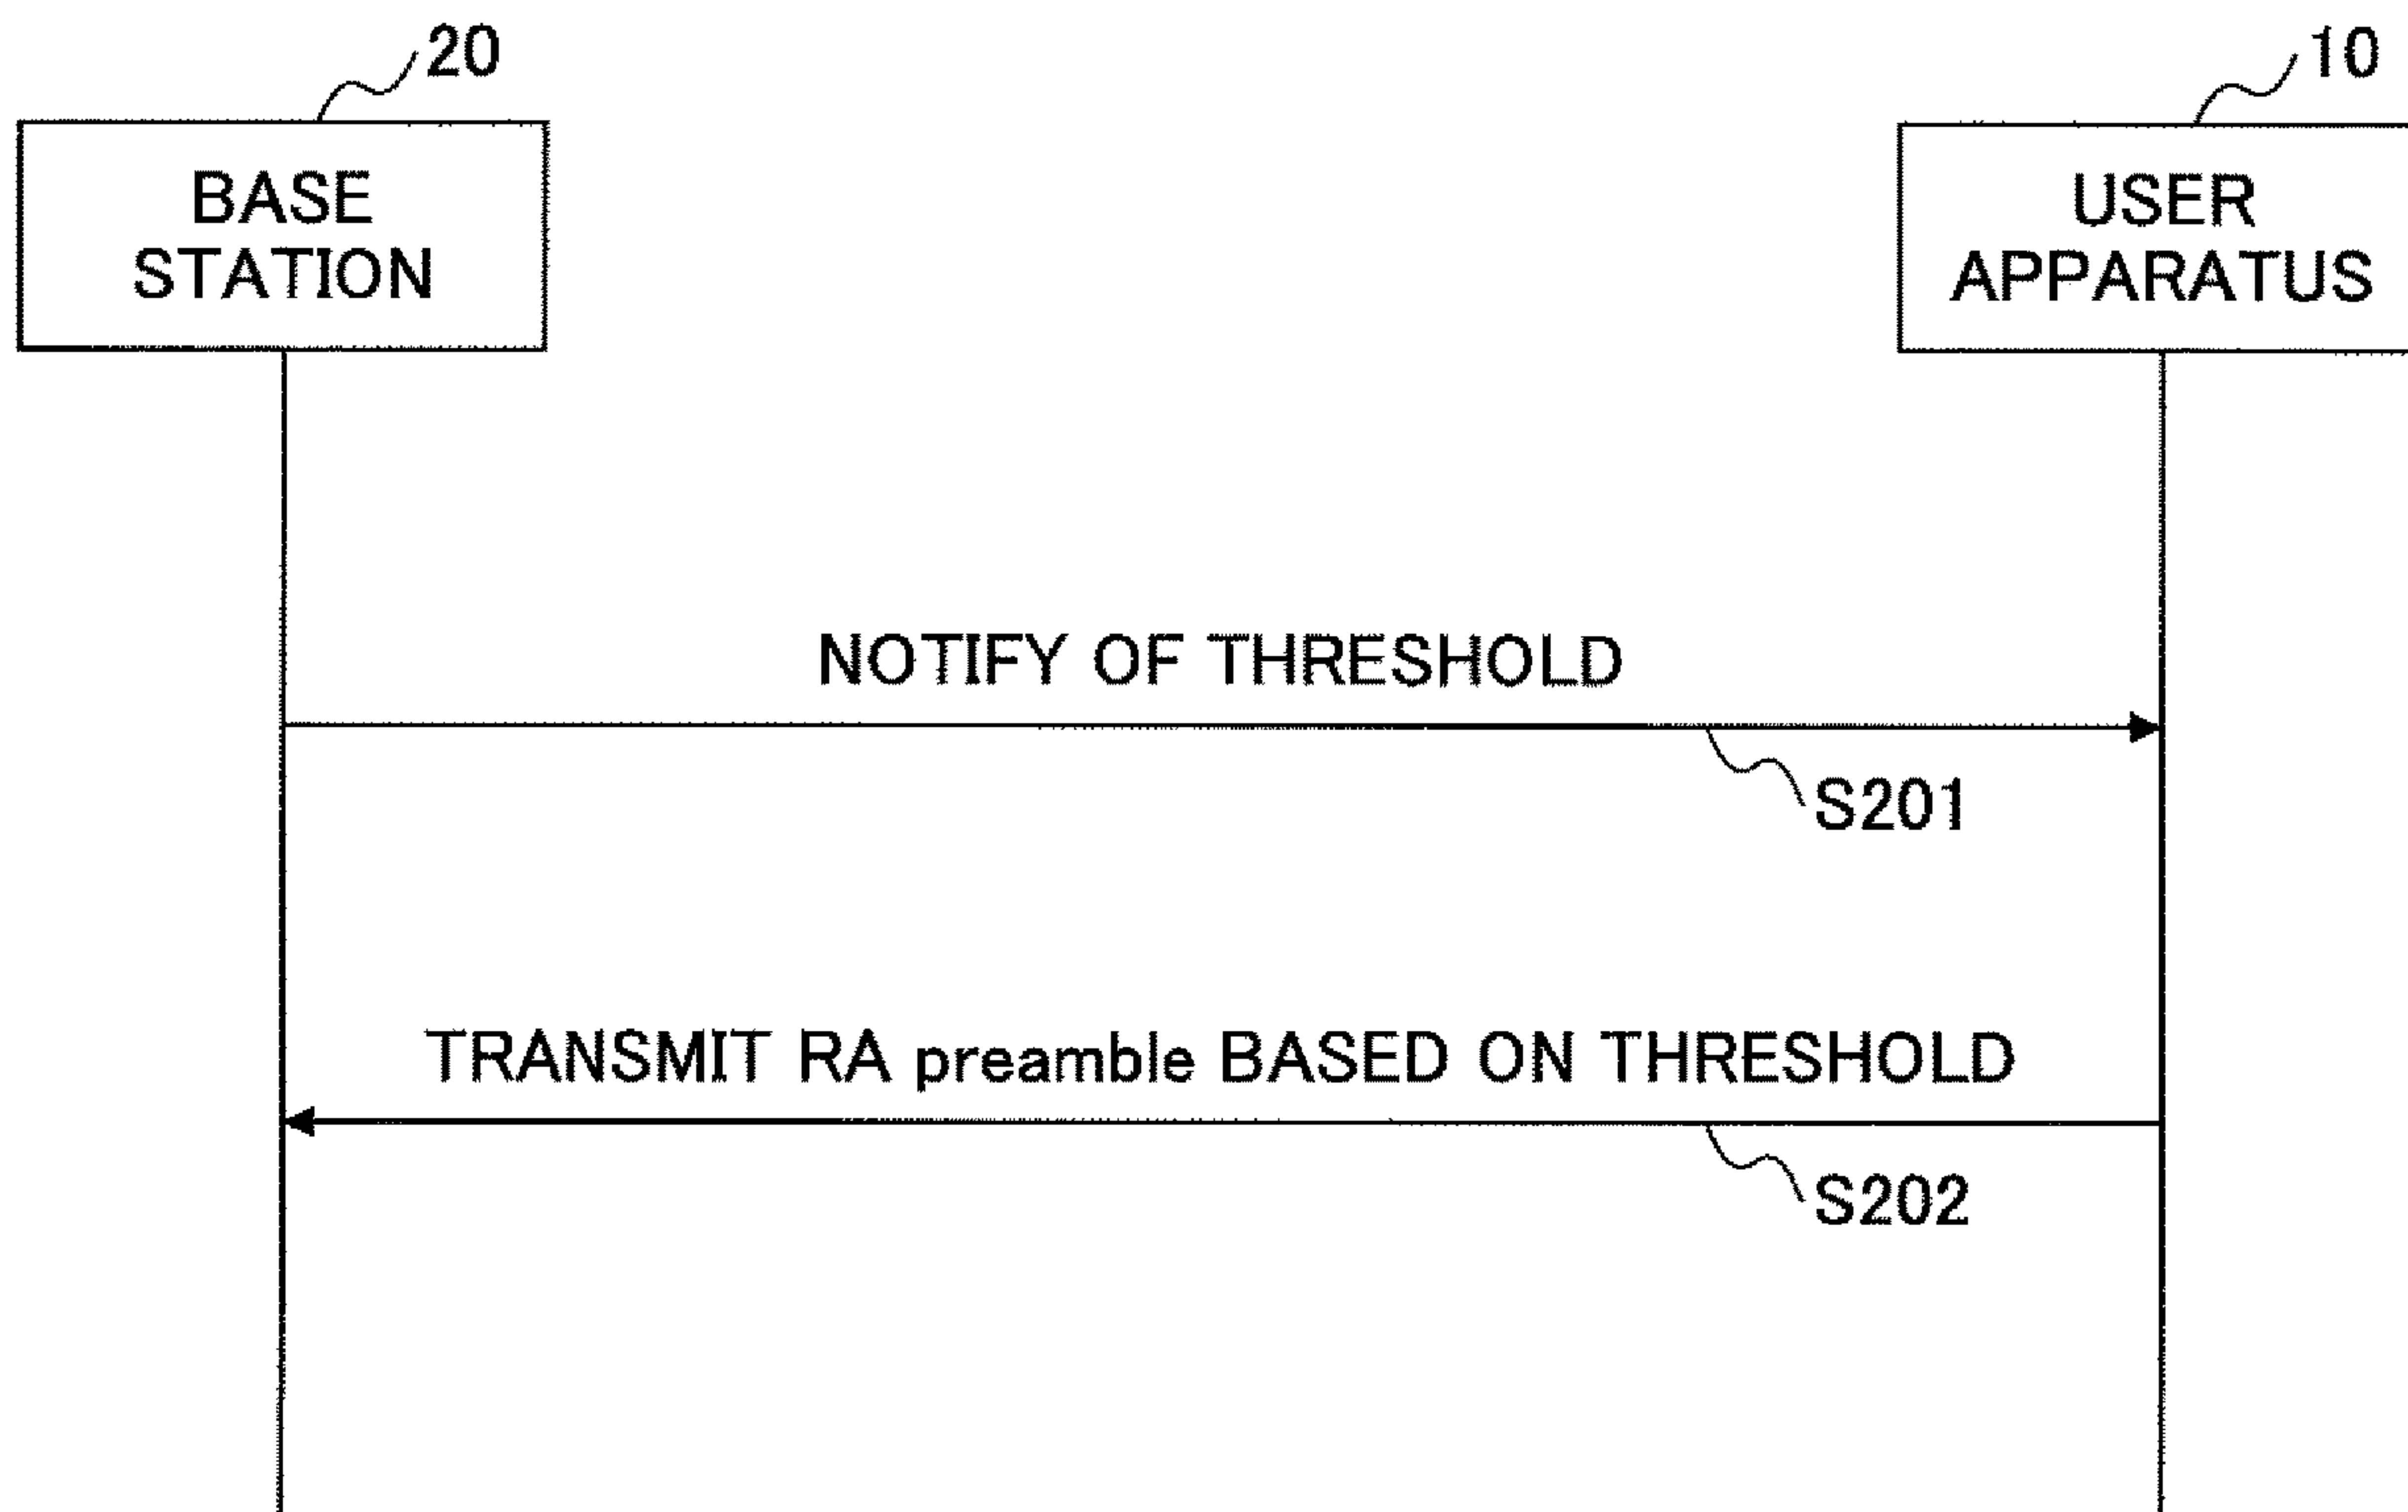 20
10
BASE
STATION
USER
APPARATUS
NOTIFY OF THRESHOLD
S201
TRANSMIT RA preamble BASED ON THRESHOLD
S202